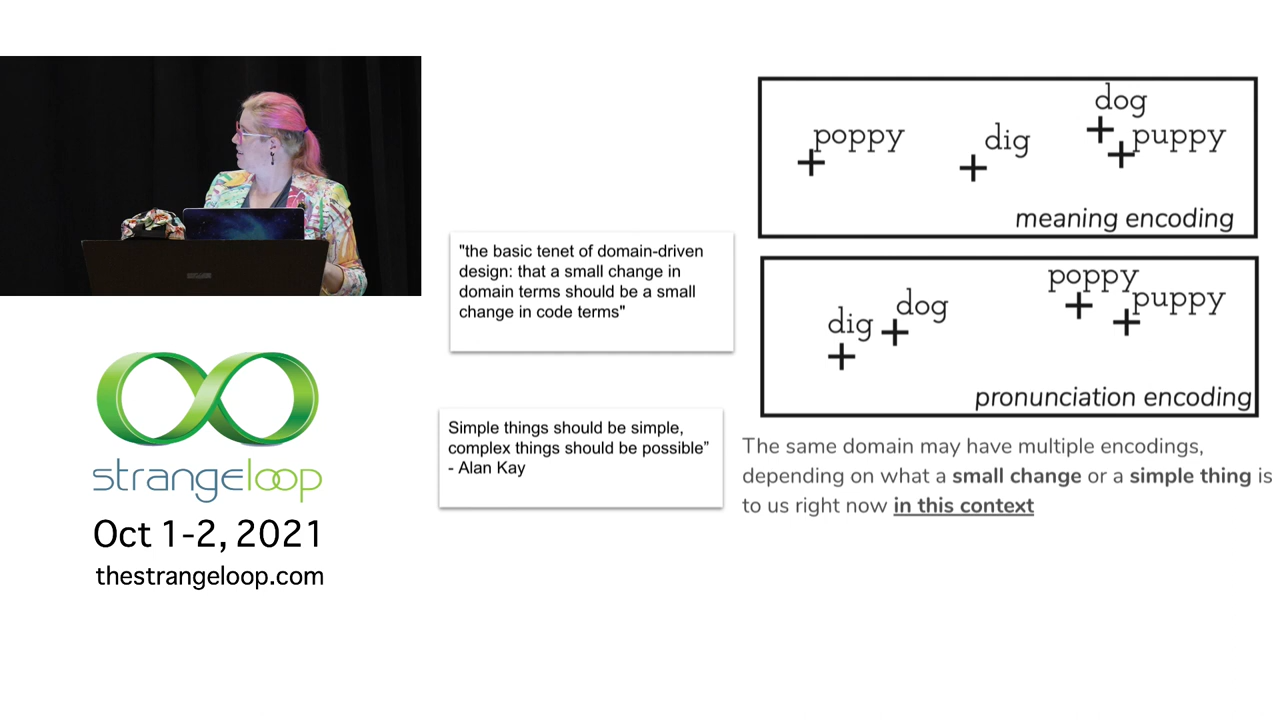 strangeloop
Oct 1-2, 2021
thestrangeloop.com
"the basic tenet of domain-driven
design: that a small change in
domain terms should be a small
change in code terms"
Simple things should be simple,
complex things should be possible”
- Alan Kay
poppy
dig
dog
puppy
meaning encoding
dig
dog
poppy
puppy
pronunciation encoding
The same domain may have multiple encodings,
depending on what a small change or a simple thing is
to us right now in this context